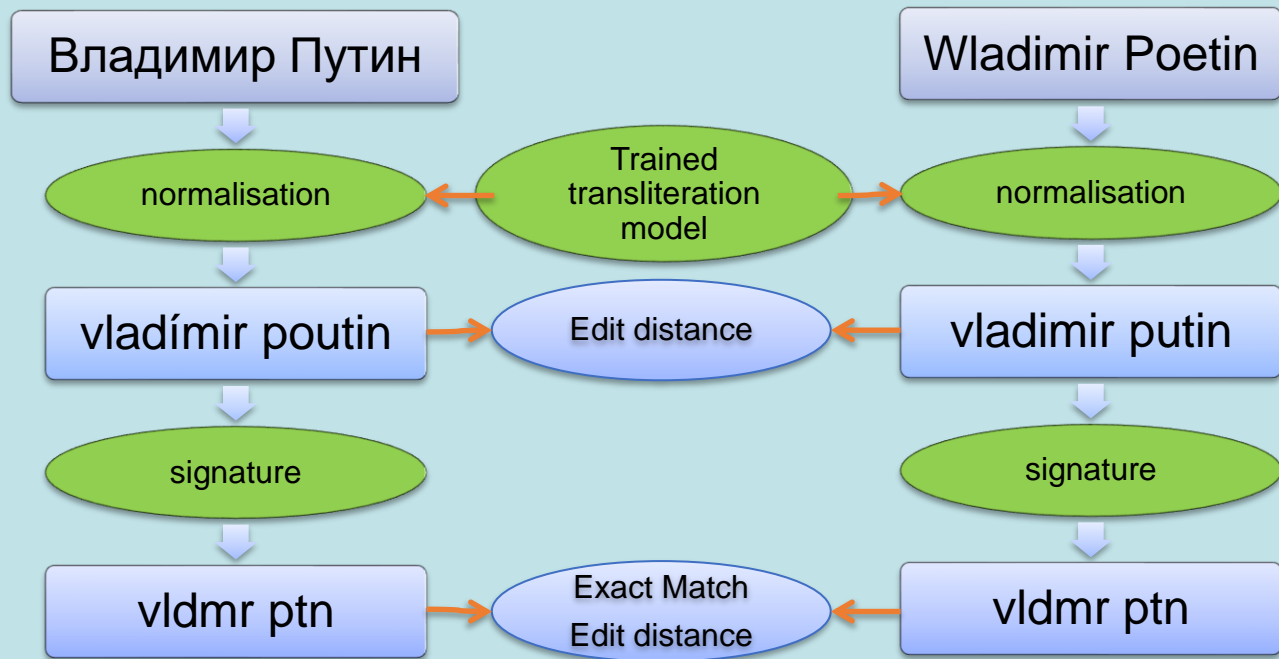 Владимир Путин
Wladimir Poetin
normalisation
Trained
transliteration
model
normalisation
vladímir poutin
Edit distance
vladimir putin
signature
signature
vldmr ptn
Exact Match
Edit distance
vldmr ptn